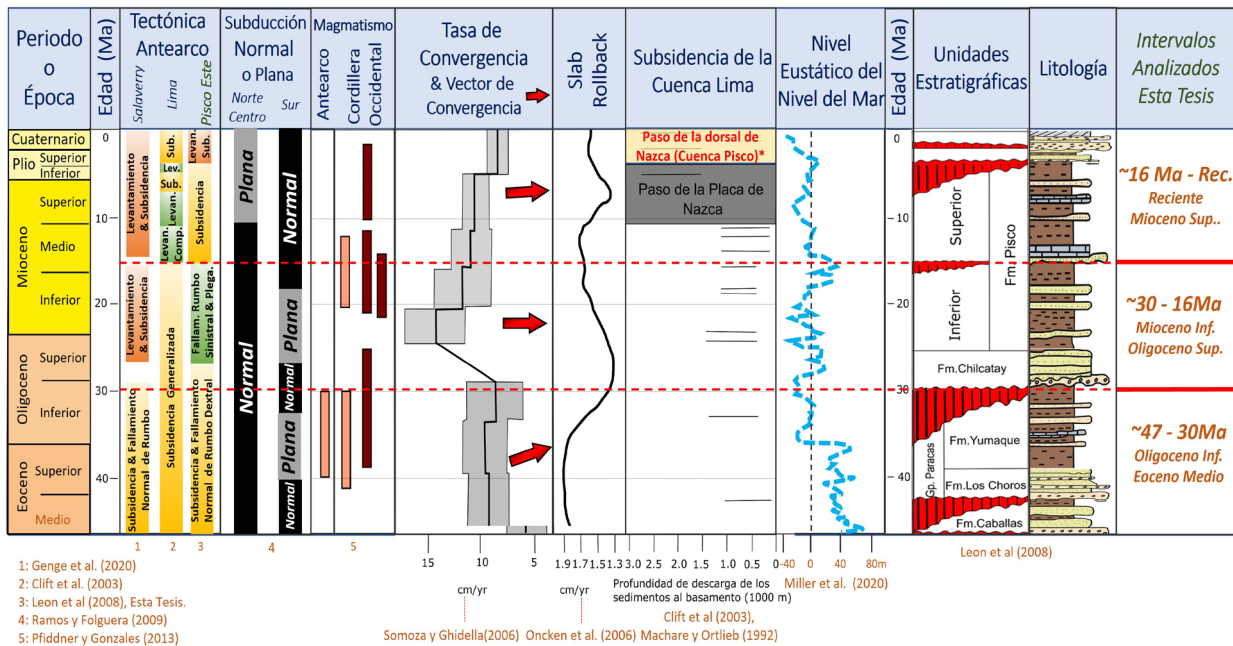 Periodo
o
Época
Edad (Ma)
Tectónica
Antearco
Salaverry
Lima
Pisco Este
Subducción
Normal
o Plana
Norte
Centro
Sur
Magmatismo
Antearco
Cordillera
Occidental
Tasa de
Convergencia
& Vector de
Convergencia
Slab
Rollback
Subsidencia de la
Cuenca Lima
Nivel
Eustático del
Nivel del Mar
Edad (Ma)
Unidades
Estratigráficas
Litología
Intervalos
Analizados
Esta Tesis
Cuaternario
Plio
Superior
Inferior
Mioceno
Superior
Medio
Inferior
Oligoceno
Superior
Inferior
Eoceno
Superior
Medio
0
10
20
30
40
Levantamiento
& Subsidencia
Levantamiento
& Subsidencia
Subsidencia & Fallamiento
Normal de Rumbo
Sub.
Lev.
Sub.
Levan.
Levan.
Comp.
Subsidencia Generalizada
Levan.
Sub.
Subsidencia
Fallam. Rumbo
Sinistral & Plega.
Subsidencia & Fallamiento
Normal de Rumbo Dextral
Plana
Normal
Normal
Plana
Normal
Plana
Normal
Paso de la dorsal de
Nazca (Cuenca Pisco)*
Paso de la Placa de
Nazca
0
10
20
30
40
Superior
Inferior
Fm. Pisco
Fm.Chilcatay
Gp. Paracas
Fm.Yumaque
Fm.Los Choros
Fm.Caballas
~16 Ma - Rec.
Reciente
Mioceno Sup..
~30 - 16Ma
Mioceno Inf.
Oligoceno Sup.
~47 - 30Ma
Oligoceno Inf.
Eoceno Medio
1
2
3
4
5
15
10
5
cm/yr
1.9
1.7
1.5
1.3
cm/yr
3.0
2.5
2.0
1.5
1.0
0.5
0
Profundidad de descarga de los
sedimentos al basamento (1000 m)
-40
0
40
80m
Miller et al. (2020)
Leon et al (2008)
Somoza y Ghidella(2006)
Oncken et al. (2006)
Clift et al (2003),
Machare y Ortlieb (1992)
1: Genge et al. (2020)
2: Clift et al. (2003)
3: Leon et al (2008), Esta Tesis.
4: Ramos y Folguera (2009)
5: Pfiddner y Gonzales (2013)